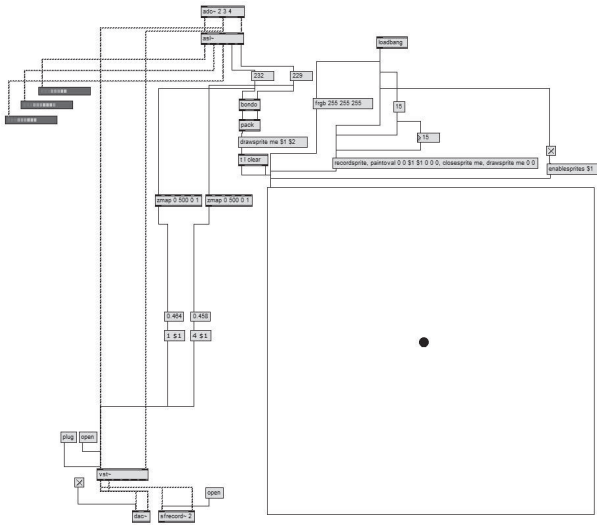 adc~ 2 3 4
asl~
loadbang
232
229
bondo
frgb 255 255 255
15
pack
15
drawsprite me $1 $2
t l clear
recordsprite, paintoval 0 0 $1 $1 0 0 0, closesprite me, drawsprite me 0 0
enablesprites $1
zmap 0 500 0 1
zmap 0 500 0 1
0.464
0.458
1 $1
4 $1
plug
open
vst~
open
dac~
sfrecord~ 2